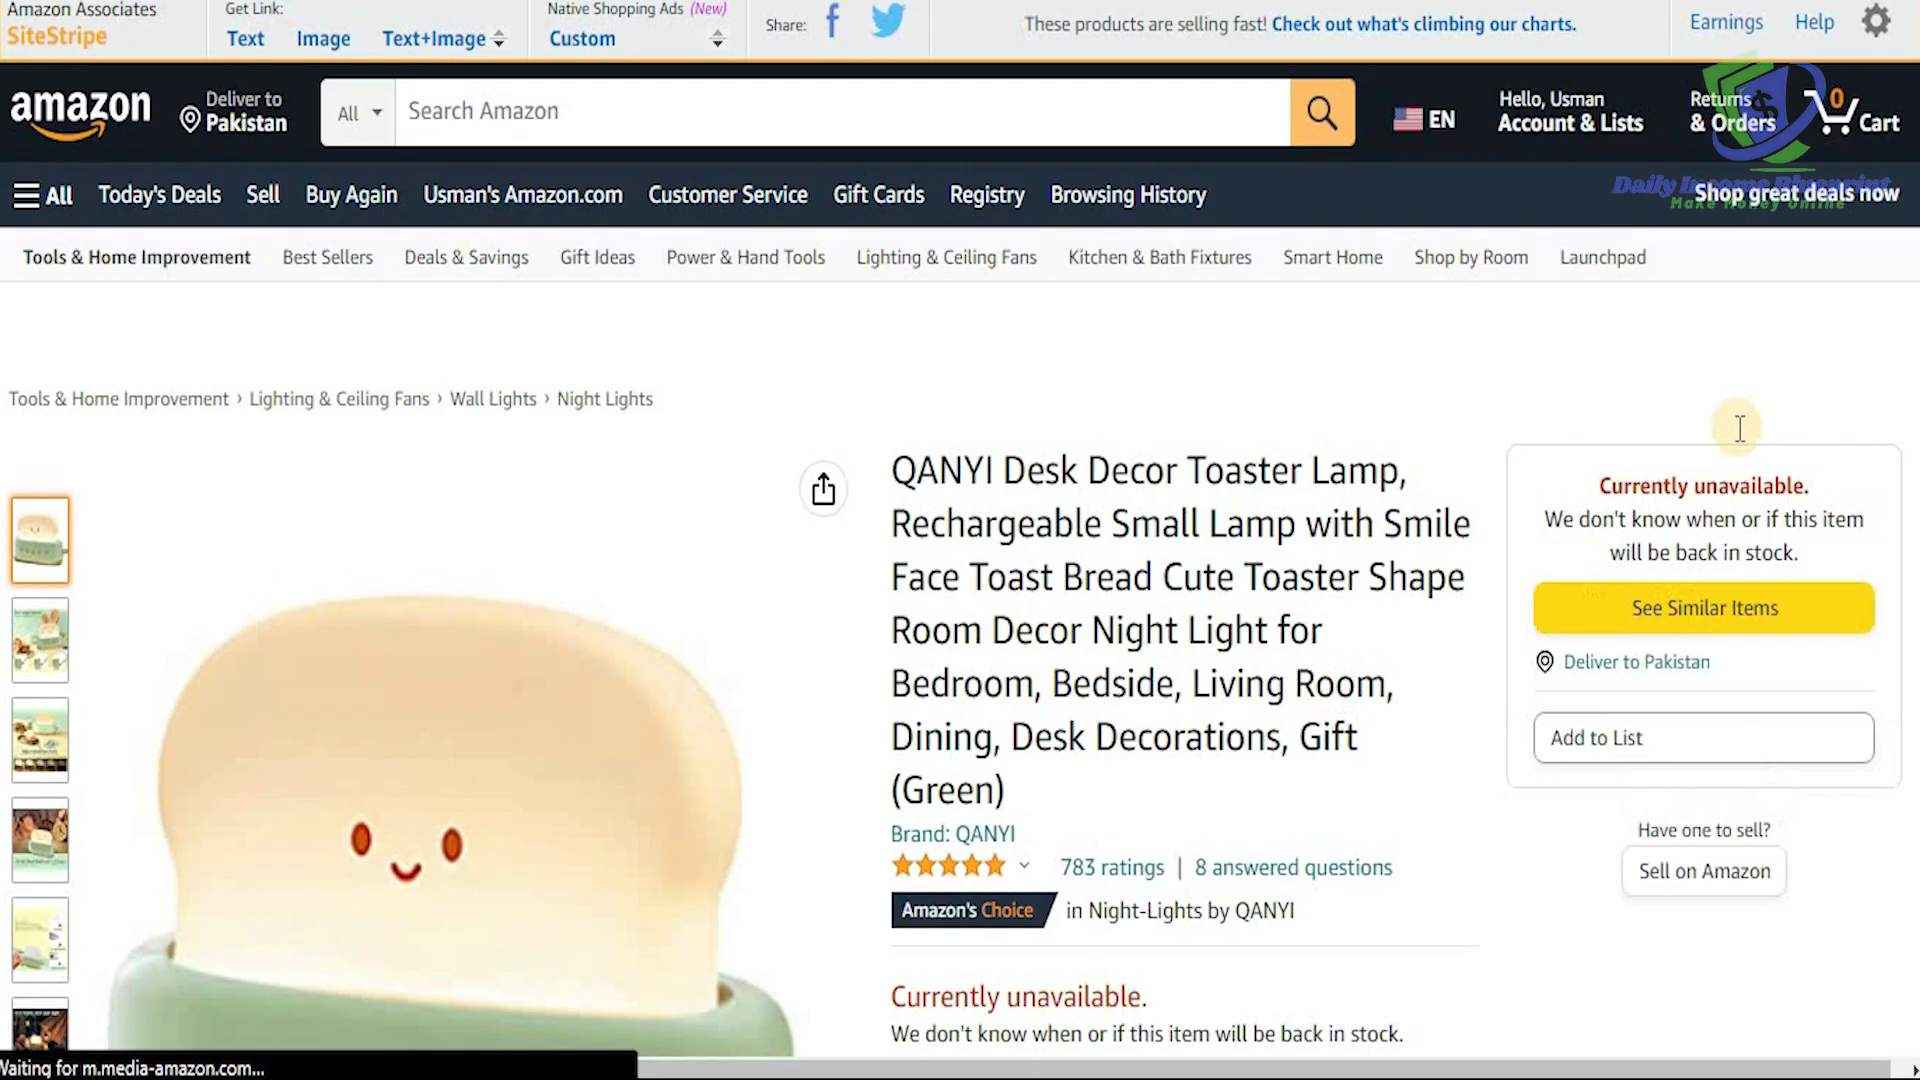 Amazon Associates
SiteStripe
Get Link:
Text Image Text+Image
Native Shopping Ads (New)
Custom
Share:
These products are selling fast! Check out what's climbing our charts.
Earnings Help
amazon
Deliver to
Pakistan
All
Search Amazon
EN
Hello, Usman
Account & Lists
Returns
& Orders
0
Cart
All Today's Deals Sell Buy Again Usman's Amazon.com Customer Service Gift Cards Registry Browsing History
Shop great deals now
Daily Income Blueprint
Make Money Online
Tools & Home Improvement Best Sellers Deals & Savings Gift Ideas Power & Hand Tools Lighting & Ceiling Fans Kitchen & Bath Fixtures Smart Home Shop by Room Launchpad
Tools & Home Improvement › Lighting & Ceiling Fans › Wall Lights › Night Lights
QANYI Desk Decor Toaster Lamp,
Rechargeable Small Lamp with Smile
Face Toast Bread Cute Toaster Shape
Room Decor Night Light for
Bedroom, Bedside, Living Room,
Dining, Desk Decorations, Gift
(Green)
Brand: QANYI
783 ratings | 8 answered questions
Amazon's Choice in Night-Lights by QANYI
Currently unavailable.
We don't know when or if this item will be back in stock.
Currently unavailable.
We don't know when or if this item
will be back in stock.
See Similar Items
Deliver to Pakistan
Add to List
Have one to sell?
Sell on Amazon
Waiting for m.media-amazon.com...